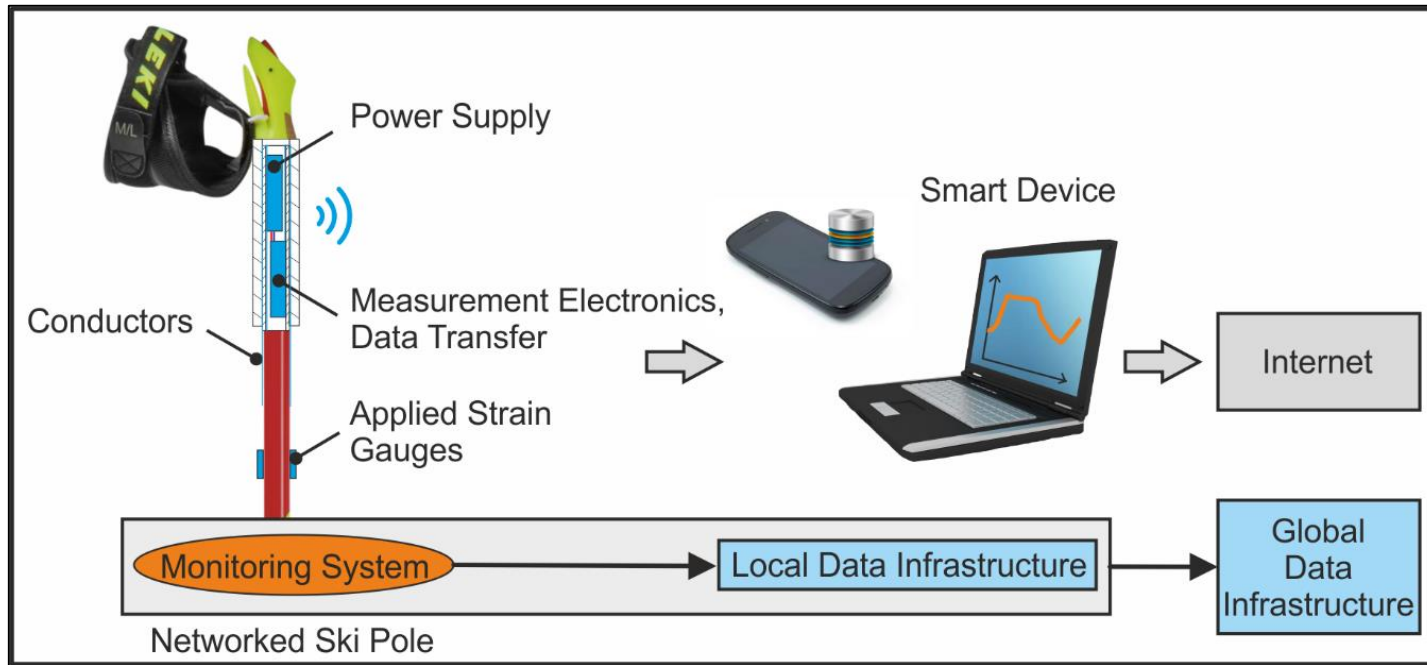 LEKI
M/L
Power Supply
Smart Device
Measurement Electronics,
Data Transfer
Conductors
Internet
Applied Strain
Gauges
Monitoring System
Local Data Infrastructure
Global
Data
Infrastructure
Networked Ski Pole